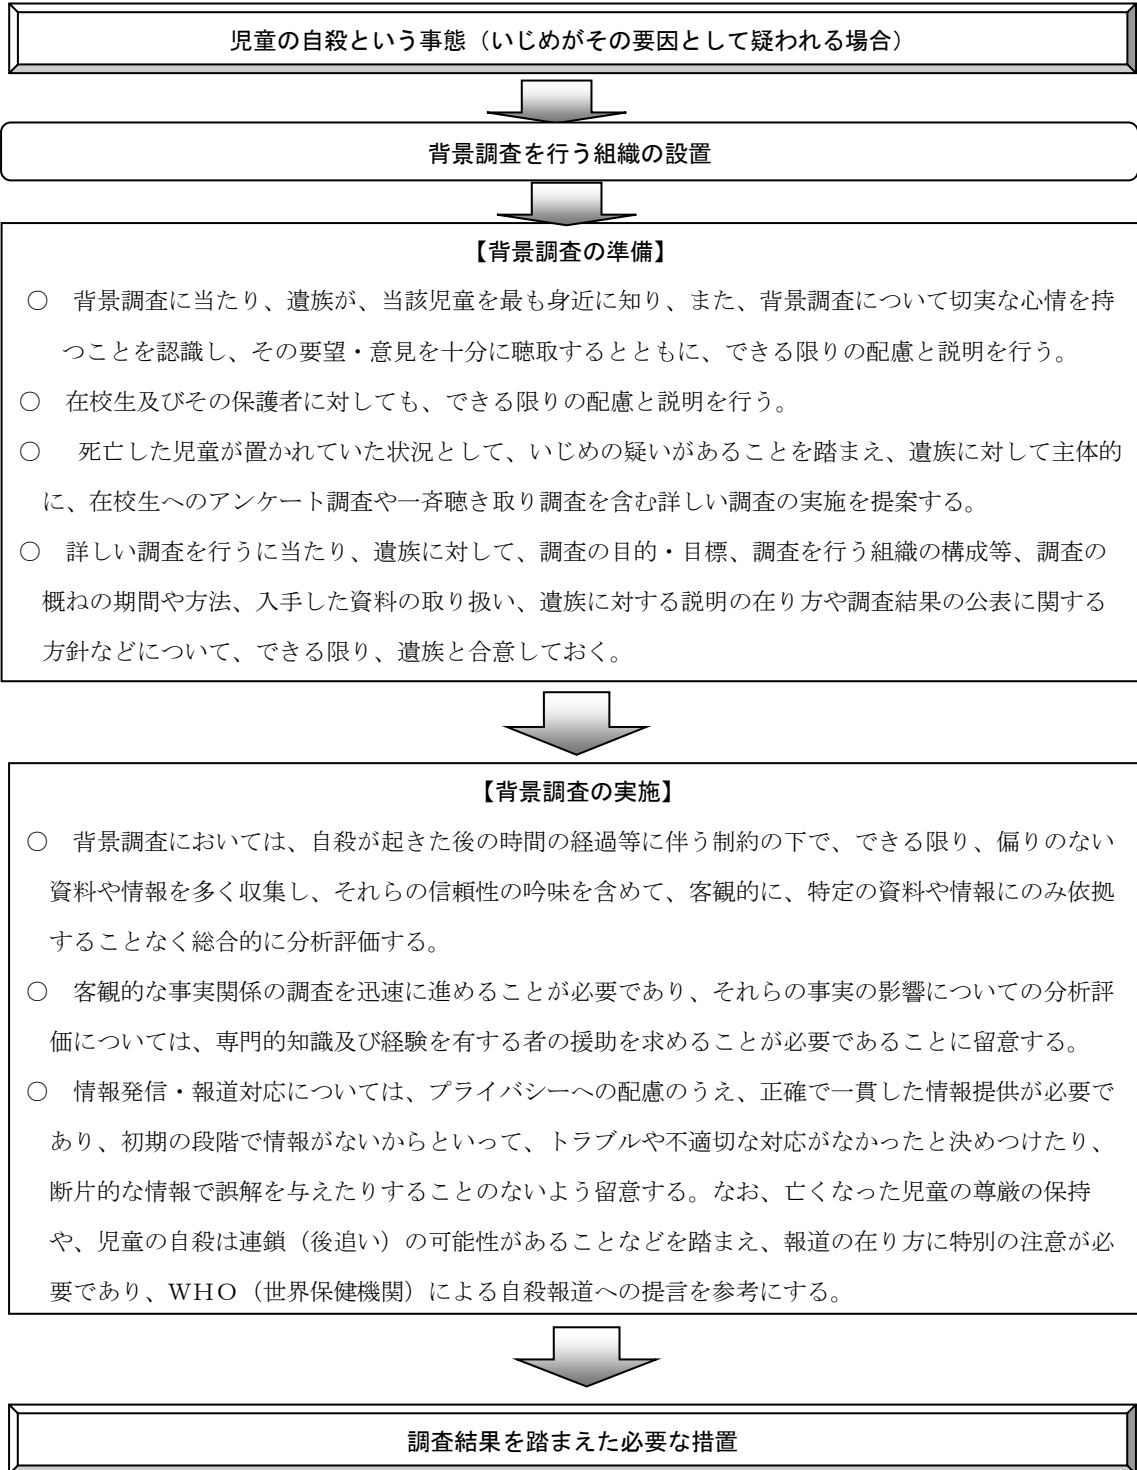 児童の自殺という事態(いじめがその要因として疑われる場合)
背景調査を行う組織の設置
【背景調査の準備】
○ 背景調査に当たり、遺族が、当該児童を最も身近に知り、また、背景調査について切実な心情を持
つことを認識し、その要望・意見を十分に聴取するとともに、できる限りの配慮と説明を行う。
○ 在校生及びその保護者に対しても、できる限りの配慮と説明を行う。
○ 死亡した児童が置かれていた状況として、いじめの疑いがあることを踏まえ、遺族に対して主体的
に、在校生へのアンケート調査や一斉聴き取り調査を含む詳しい調査の実施を提案する。
○ 詳しい調査を行うに当たり、遺族に対して、調査の目的・目標、調査を行う組織の構成等、調査の
概ねの期間や方法、入手した資料の取り扱い、遺族に対する説明の在り方や調査結果の公表に関する
方針などについて、できる限り、遺族と合意しておく。
【背景調査の実施】
○ 背景調査においては、自殺が起きた後の時間の経過等に伴う制約の下で、できる限り、偏りのない
資料や情報を多く収集し、それらの信頼性の吟味を含めて、客観的に、特定の資料や情報にのみ依拠
することなく総合的に分析評価する。
○ 客観的な事実関係の調査を迅速に進めることが必要であり、それらの事実の影響についての分析評
価については、専門的知識及び経験を有する者の援助を求めることが必要であることに留意する。
○ 情報発信・報道対応については、プライバシーへの配慮のうえ、正確で一貫した情報提供が必要で
あり、初期の段階で情報がないからといって、トラブルや不適切な対応がなかったと決めつけたり、
断片的な情報で誤解を与えたりすることのないよう留意する。なお、亡くなった児童の尊厳の保持
や、児童の自殺は連鎖(後追い)の可能性があることなどを踏まえ、報道の在り方に特別の注意が必
要であり、WHO(世界保健機関)による自殺報道への提言を参考にする。
調査結果を踏まえた必要な措置